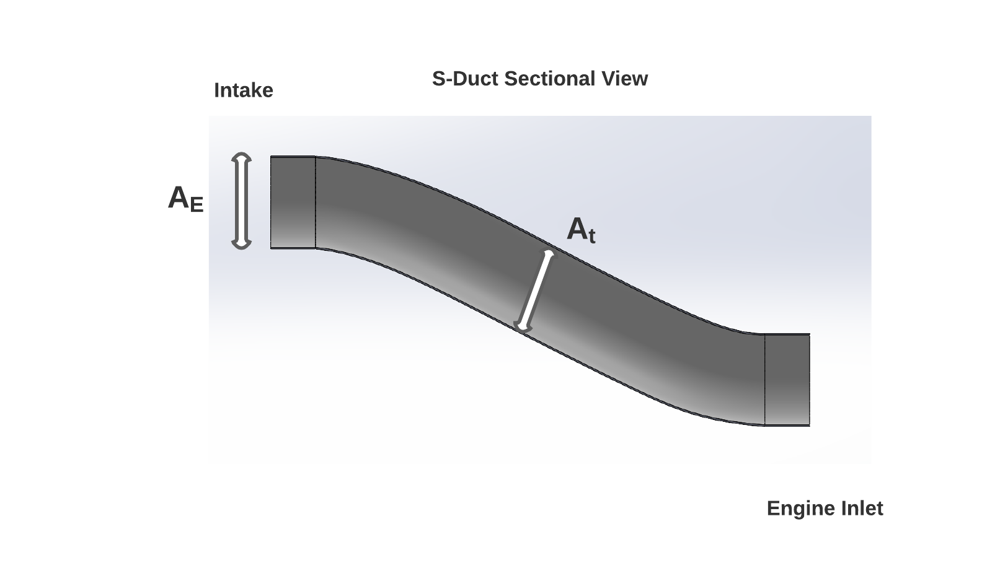 S-Duct Sectional View
Intake
AE
At
Engine Inlet